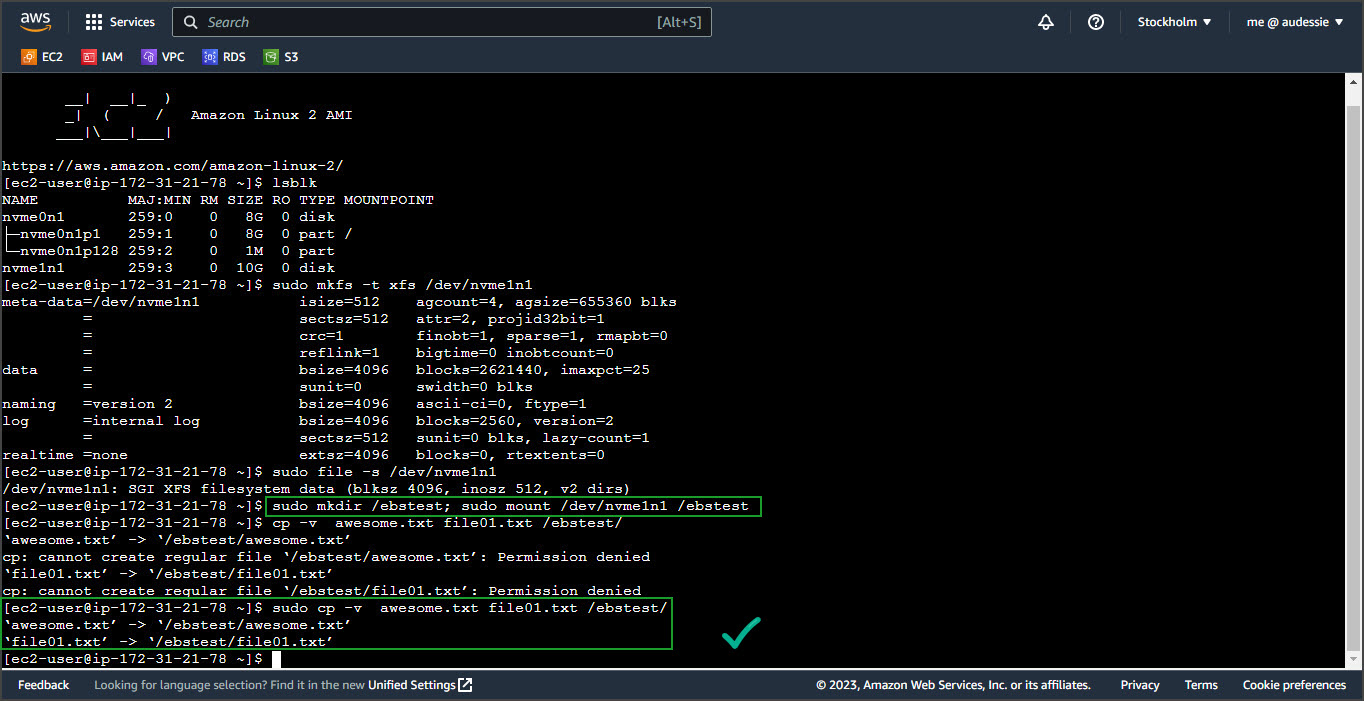 aws
Services
Search [Alt+S]
Stockholm ▼
me @ audessie ▼
EC2 IAM VPC RDS S3
       __|  __|_  )
       _|  (     /   Amazon Linux 2 AMI
      ___|\___|___|
https://aws.amazon.com/amazon-linux-2/
[ec2-user@ip-172-31-21-78 ~]$ lsblk
NAME          MAJ:MIN RM SIZE RO TYPE MOUNTPOINT
nvme0n1       259:0    0   8G  0 disk
├─nvme0n1p1   259:1    0   8G  0 part /
└─nvme0n1p128 259:2    0   1M  0 part
nvme1n1       259:3    0  10G  0 disk
[ec2-user@ip-172-31-21-78 ~]$ sudo mkfs -t xfs /dev/nvme1n1
meta-data=/dev/nvme1n1           isize=512    agcount=4, agsize=655360 blks
         =                       sectsz=512   attr=2, projid32bit=1
         =                       crc=1        finobt=1, sparse=1, rmapbt=0
         =                       reflink=1    bigtime=0 inobtcount=0
data     =                       bsize=4096   blocks=2621440, imaxpct=25
         =                       sunit=0      swidth=0 blks
naming   =version 2              bsize=4096   ascii-ci=0, ftype=1
log      =internal log           bsize=4096   blocks=2560, version=2
         =                       sectsz=512   sunit=0 blks, lazy-count=1
realtime =none                   extsz=4096   blocks=0, rtextents=0
[ec2-user@ip-172-31-21-78 ~]$ sudo file -s /dev/nvme1n1
/dev/nvme1n1: SGI XFS filesystem data (blksz 4096, inosz 512, v2 dirs)
[ec2-user@ip-172-31-21-78 ~]$ sudo mkdir /ebstest; sudo mount /dev/nvme1n1 /ebstest
[ec2-user@ip-172-31-21-78 ~]$ cp -v  awesome.txt file01.txt /ebstest/
‘awesome.txt’ -> ‘/ebstest/awesome.txt’
cp: cannot create regular file ‘/ebstest/awesome.txt’: Permission denied
‘file01.txt’ -> ‘/ebstest/file01.txt’
cp: cannot create regular file ‘/ebstest/file01.txt’: Permission denied
[ec2-user@ip-172-31-21-78 ~]$ sudo cp -v  awesome.txt file01.txt /ebstest/
‘awesome.txt’ -> ‘/ebstest/awesome.txt’
‘file01.txt’ -> ‘/ebstest/file01.txt’
[ec2-user@ip-172-31-21-78 ~]$
Feedback Looking for language selection? Find it in the new Unified Settings © 2023, Amazon Web Services, Inc. or its affiliates. Privacy Terms Cookie preferences